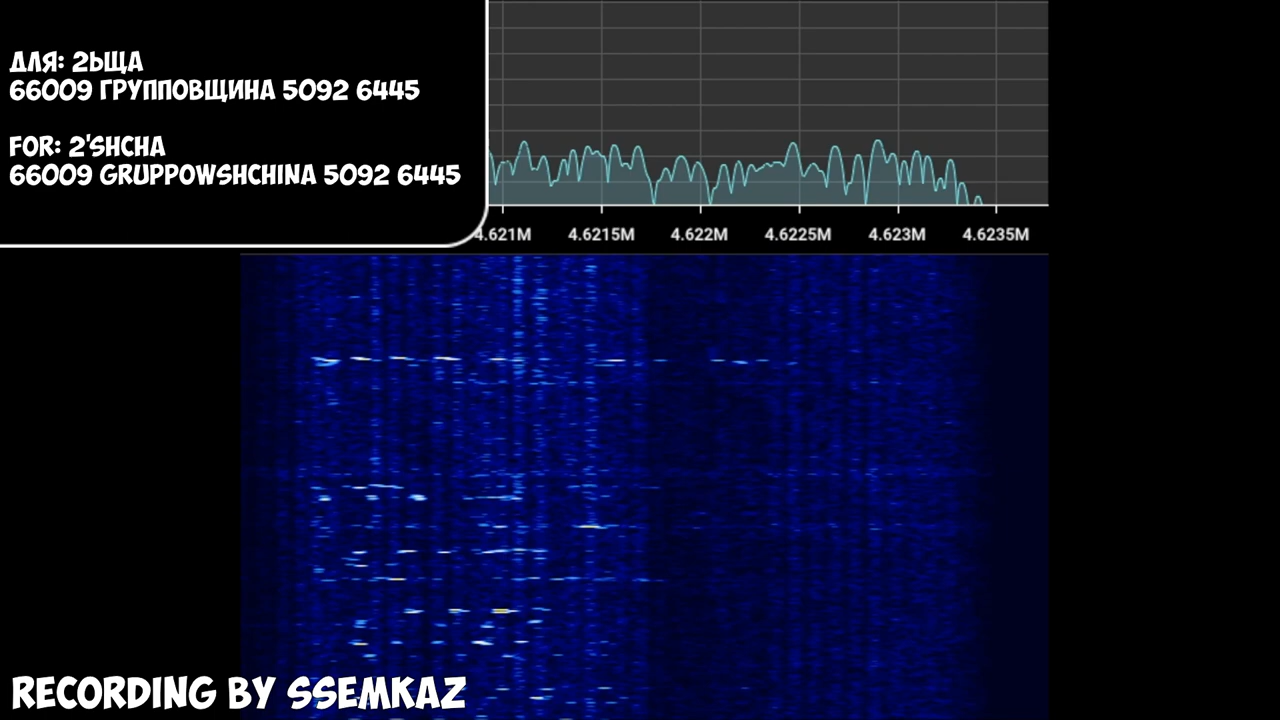 ДЛЯ: 2ЬЩА
66009 ГРУППОВЩИНА 5092 6445
FOR: 2'SHCHA
66009 GRUPPOWSHCHINA 5092 6445
4.621M 4.6215M 4.622M 4.6225M 4.623M 4.6235M
RECORDING BY SSEMKAZ